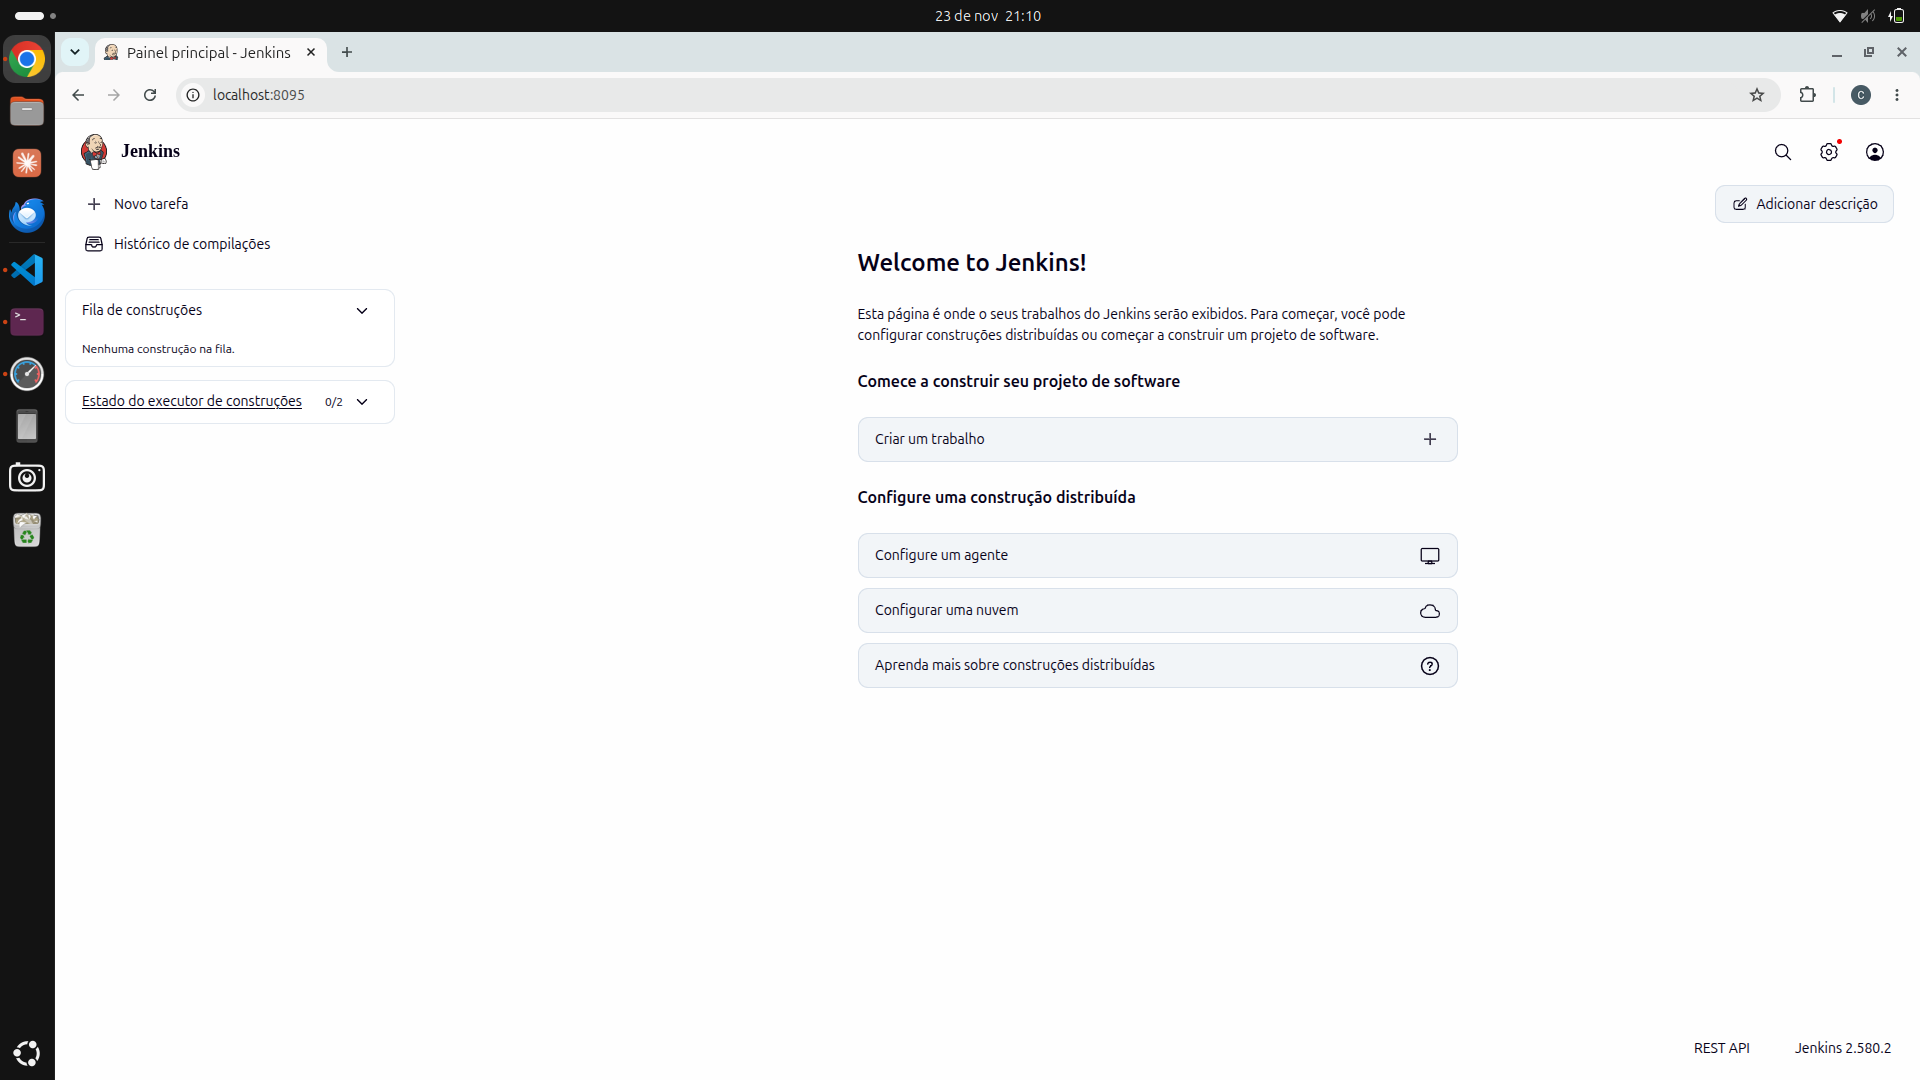 23 de nov 21:10
Painel principal - Jenkins
localhost:8095
C
Jenkins
Novo tarefa
Adicionar descrição
Histórico de compilações
Welcome to Jenkins!
Fila de construções
Nenhuma construção na fila.
Estado do executor de construções 0/2
Esta página é onde o seus trabalhos do Jenkins serão exibidos. Para começar, você pode
configurar construções distribuídas ou começar a construir um projeto de software.
Comece a construir seu projeto de software
Criar um trabalho
Configure uma construção distribuída
Configure um agente
Configurar uma nuvem
Aprenda mais sobre construções distribuídas
REST API
Jenkins 2.580.2